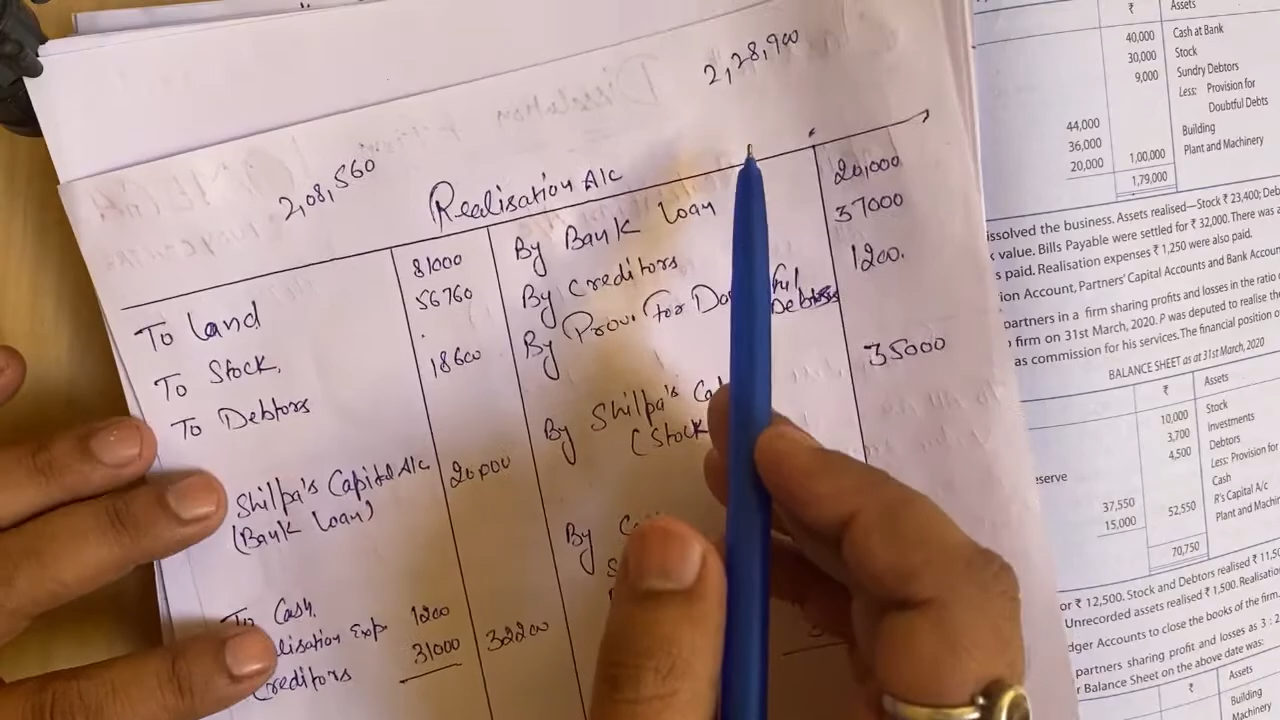 2,28,900
2,08,560
Realisation A/c
To Land 81000
To Stock. 56760
To Debtors 18600
Shilpa's Capital A/c 20,000
(Bank Loan)
To Cash.
Exp. 1200
Creditors 31000 32200
By Bank Loan 20,000
By Creditors 37000
By Prov. for 1200.
Debtors
By Shilpa's 35000
(Stock
By
₹ Assets
40,000 Cash at Bank
30,000 Stock
9,000 Sundry Debtors
Less: Provision for
Doubtful Debts
44,000 Building
36,000 Plant and Machinery
20,000 1,00,000
1,79,000
issolved the business. Assets realised—Stock ₹ 23,400; Deb
value. Bills Payable were settled for ₹ 32,000. There was
s paid. Realisation expenses ₹ 1,250 were also paid.
ion Account, Partners' Capital Accounts and Bank Accou
partners in a firm sharing profits and losses in the ratio
firm on 31st March, 2020. P was deputed to realise the
as commission for his services. The financial position o
BALANCE SHEET as at 31st March, 2020
₹ Assets
10,000 Stock
3,700 Investments
4,500 Debtors
Less: Provision for
Cash
R's Capital A/c
Plant and Machin
serve
37,550
15,000 52,550
70,750
or ₹ 12,500. Stock and Debtors realised ₹ 11,50
Unrecorded assets realised ₹ 1,500. Realisation
dger Accounts to close the books of the firm
partners sharing profit and losses as 3 : 2
r Balance Sheet on the above date was:
₹ Assets
Building
Machinery